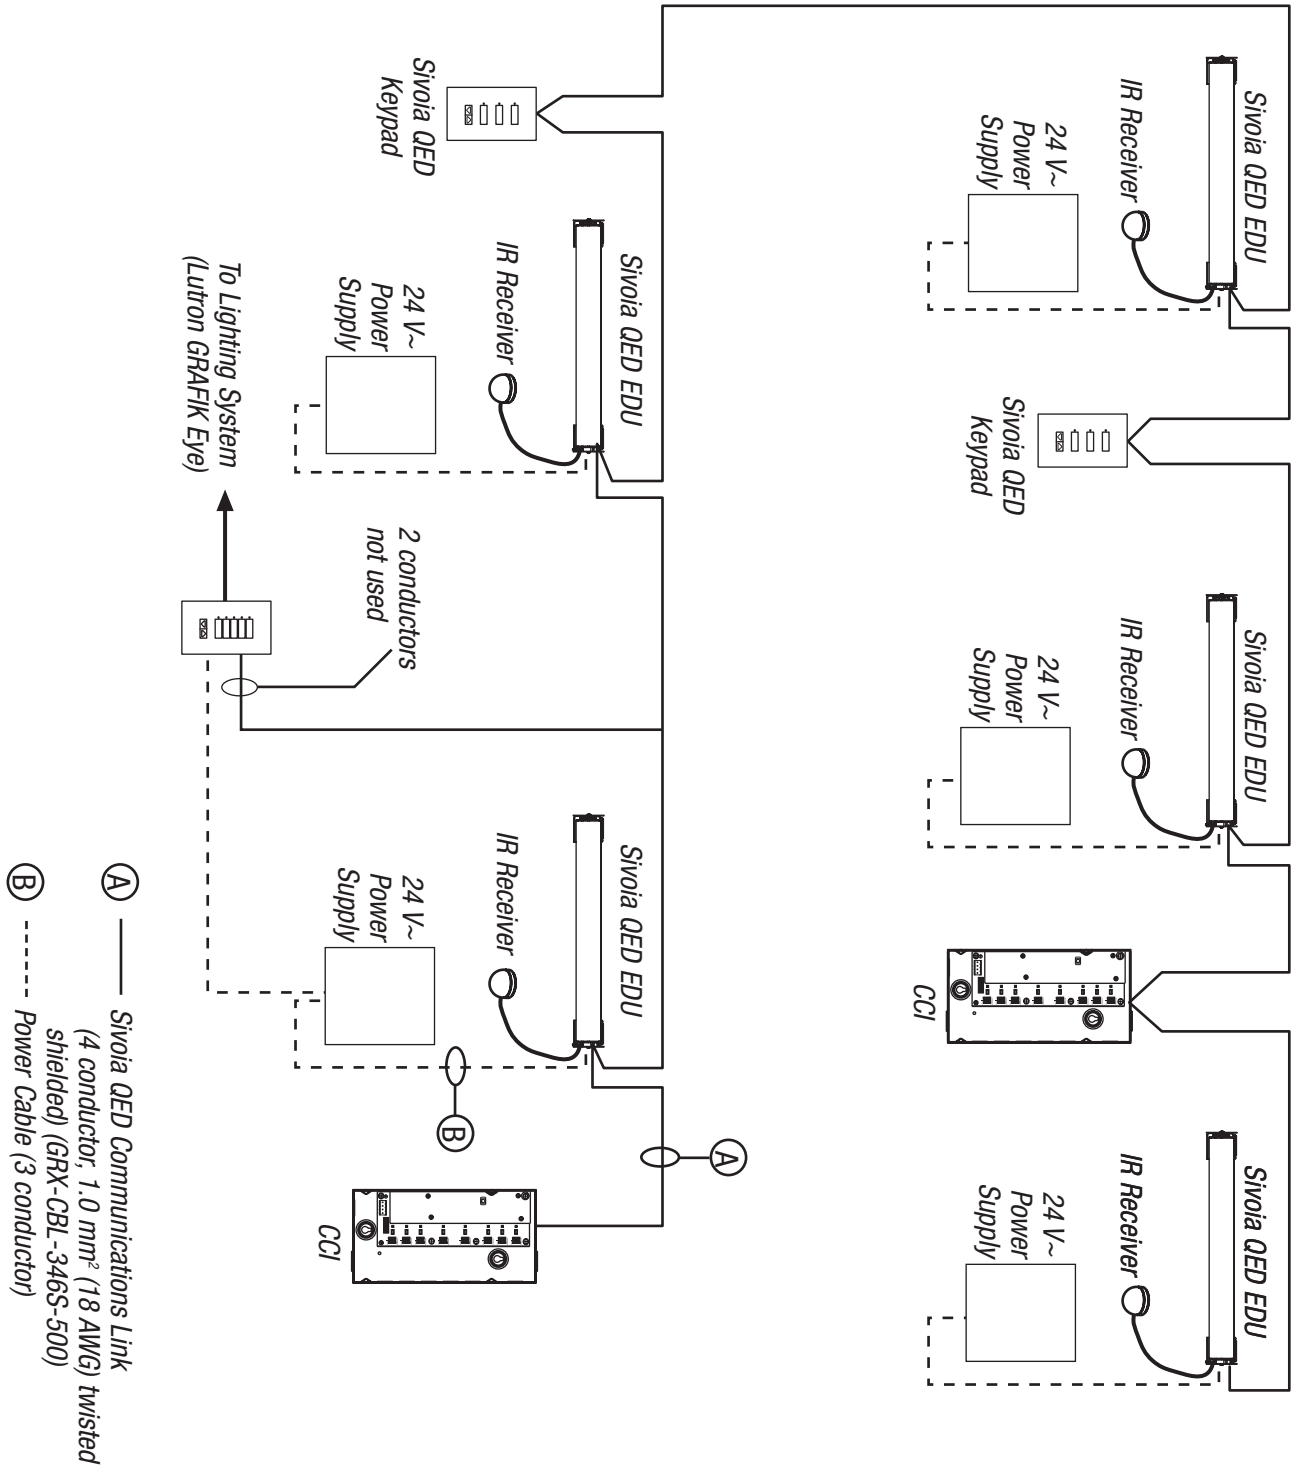 Sivoia QED EDU
IR Receiver
24 V~
Power
Supply
Sivoia QED
Keypad
Sivoia QED EDU
IR Receiver
24 V~
Power
Supply
CCI
Sivoia QED EDU
IR Receiver
24 V~
Power
Supply
Sivoia QED
Keypad
Sivoia QED EDU
IR Receiver
24 V~
Power
Supply
To Lighting System
(Lutron GRAFIK Eye)
2 conductors
not used
Sivoia QED EDU
IR Receiver
24 V~
Power
Supply
A
B
CCI
A Sivoia QED Communications Link
(4 conductor, 1.0 mm² (18 AWG) twisted
shielded) (GRX-CBL-346S-500)
B Power Cable (3 conductor)